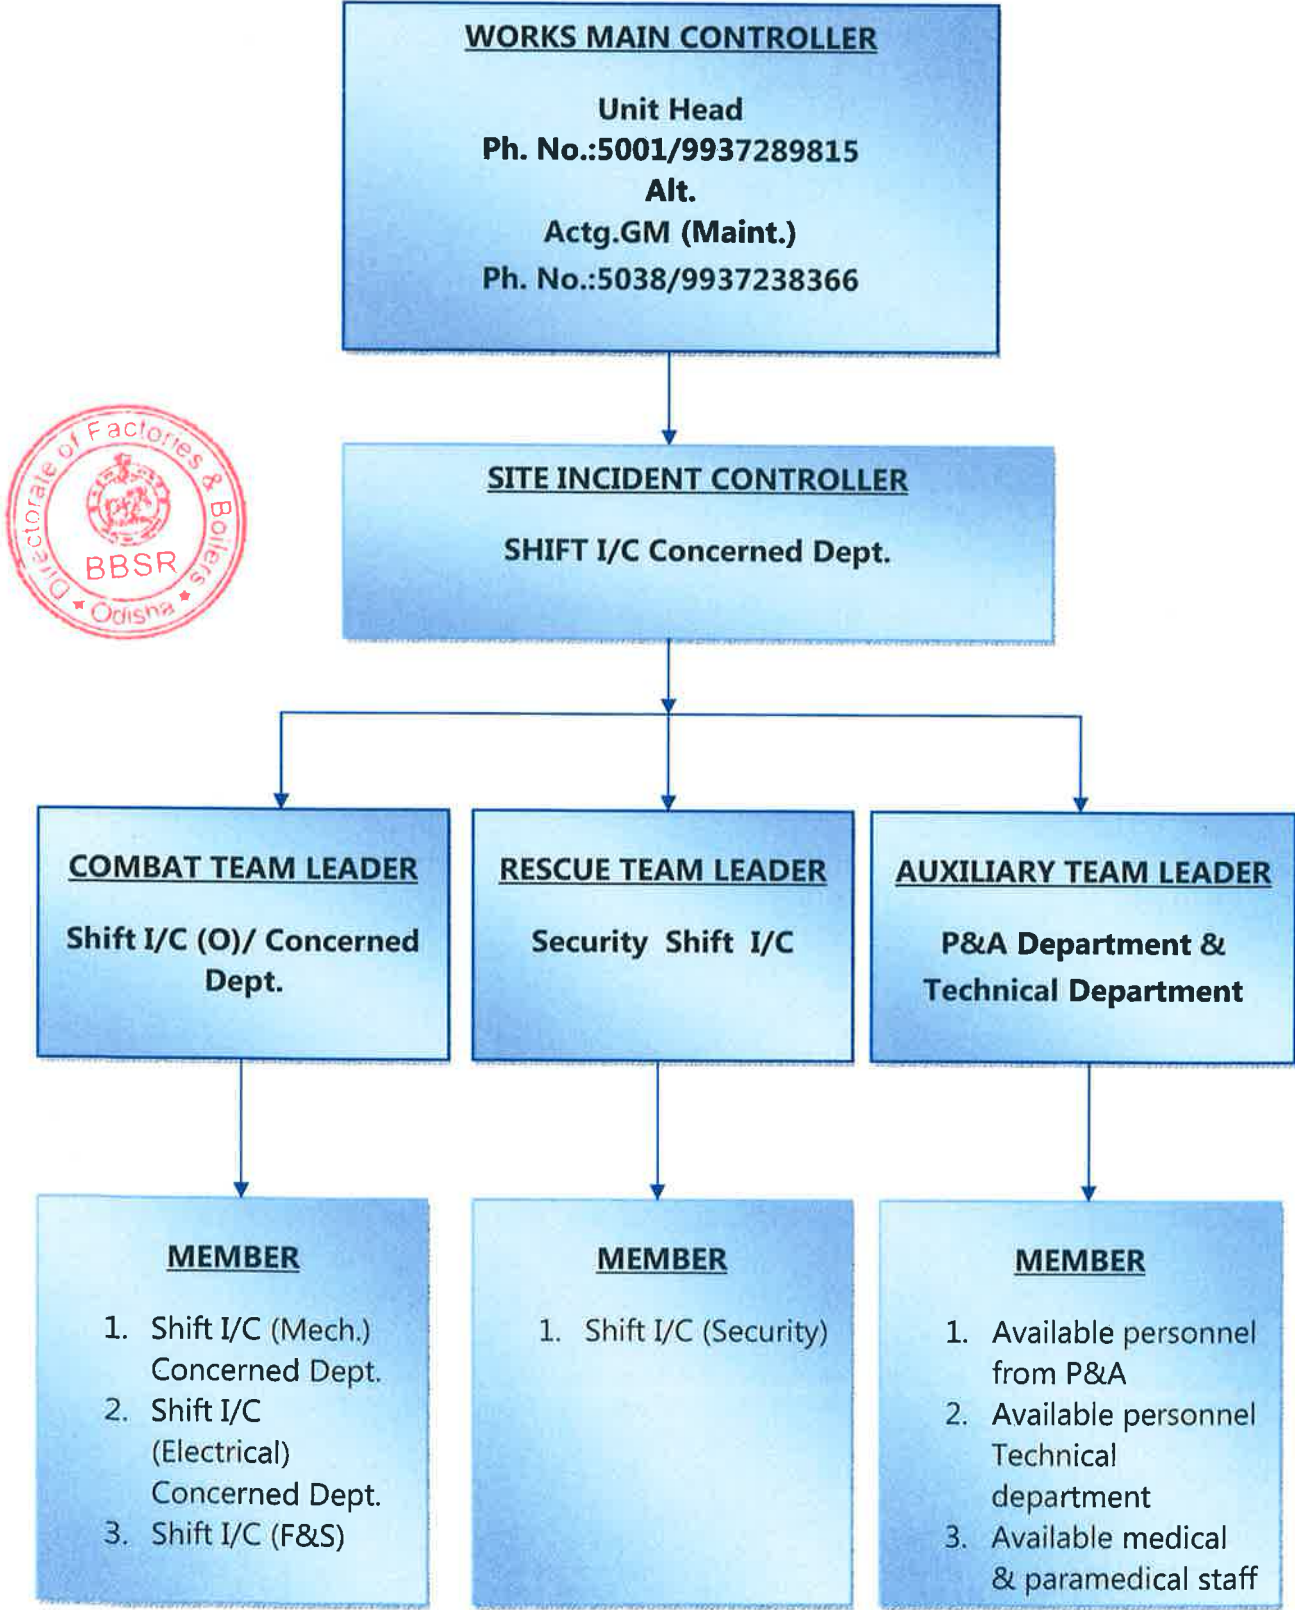 WORKS MAIN CONTROLLER
Unit Head
Ph. No.:5001/9937289815
Alt.
Actg.GM (Maint.)
Ph. No.:5038/9937238366
Directorate of Factories & Boilers
BBSR
★ Odisha ★
SITE INCIDENT CONTROLLER
SHIFT I/C Concerned Dept.
COMBAT TEAM LEADER
Shift I/C (O)/ Concerned
Dept.
RESCUE TEAM LEADER
Security Shift I/C
AUXILIARY TEAM LEADER
P&A Department &
Technical Department
MEMBER
1. Shift I/C (Mech.)
Concerned Dept.
2. Shift I/C
(Electrical)
Concerned Dept.
3. Shift I/C (F&S)
MEMBER
1. Shift I/C (Security)
MEMBER
1. Available personnel
from P&A
2. Available personnel
Technical
department
3. Available medical
& paramedical staff